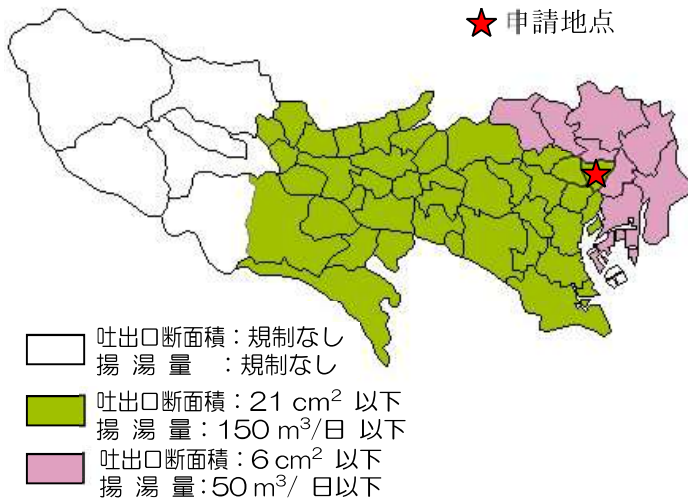 ★ 申請地点
吐出口断面積：規制なし
揚 湯 量 ：規制なし
吐出口断面積：21 cm² 以下
揚 湯 量：150 m³/日 以下
吐出口断面積：6 cm² 以下
揚 湯 量：50 m³/ 日以下